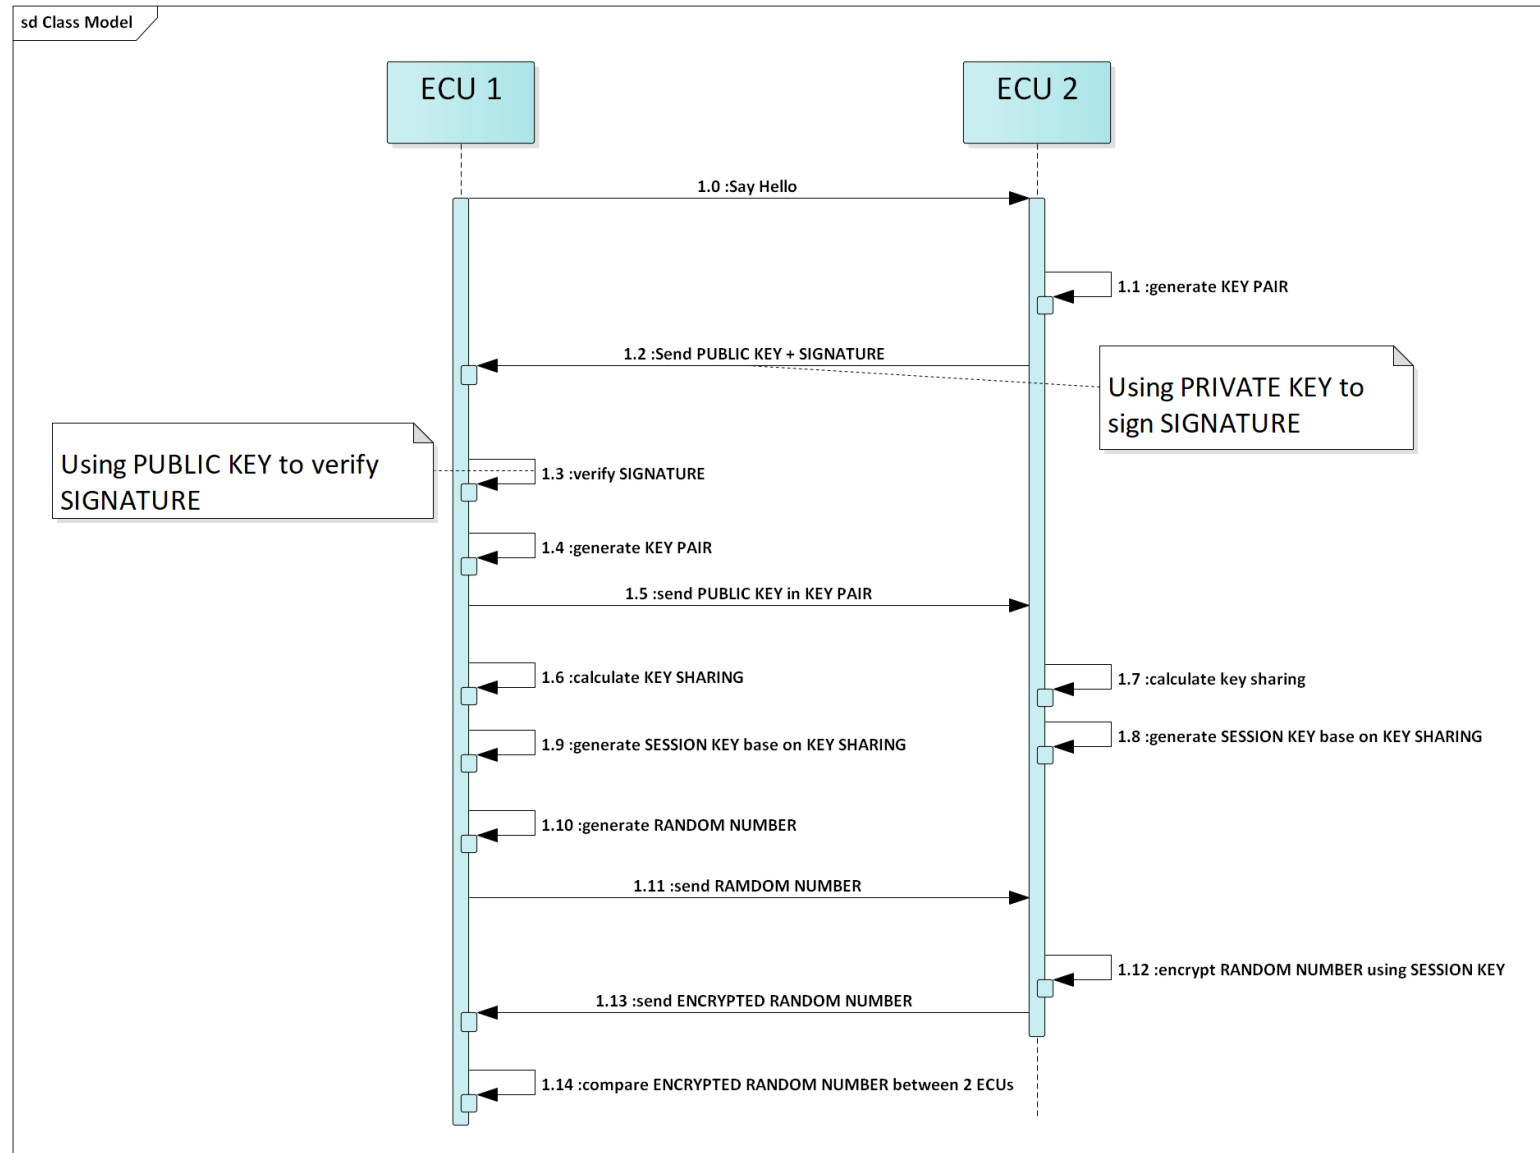 sd Class Model
ECU 1
ECU 2
1.0 :Say Hello
1.1 :generate KEY PAIR
1.2 :Send PUBLIC KEY + SIGNATURE
Using PRIVATE KEY to
sign SIGNATURE
Using PUBLIC KEY to verify
SIGNATURE
1.3 :verify SIGNATURE
1.4 :generate KEY PAIR
1.5 :send PUBLIC KEY in KEY PAIR
1.6 :calculate KEY SHARING
1.7 :calculate key sharing
1.8 :generate SESSION KEY base on KEY SHARING
1.9 :generate SESSION KEY base on KEY SHARING
1.10 :generate RANDOM NUMBER
1.11 :send RAMDOM NUMBER
1.12 :encrypt RANDOM NUMBER using SESSION KEY
1.13 :send ENCRYPTED RANDOM NUMBER
1.14 :compare ENCRYPTED RANDOM NUMBER between 2 ECUs